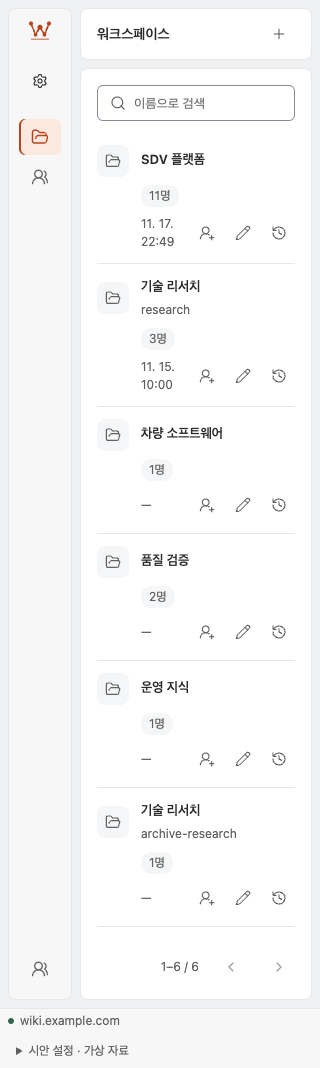 워크스페이스
이름으로 검색
SDV 플랫폼
11명
11. 17.
22:49
기술 리서치
research
3명
11. 15.
10:00
차량 소프트웨어
1명
—
품질 검증
2명
—
운영 지식
1명
—
기술 리서치
archive-research
1명
—
1–6 / 6
wiki.example.com
시안 설정 · 가상 자료